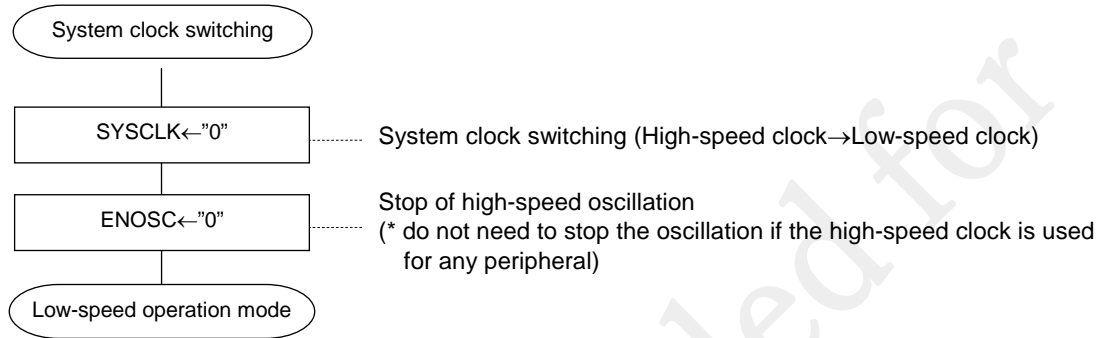 System clock switching
SYSCLK←”0”
System clock switching (High-speed clock→Low-speed clock)
ENOSC←”0”
Stop of high-speed oscillation
(* do not need to stop the oscillation if the high-speed clock is used
for any peripheral)
Low-speed operation mode